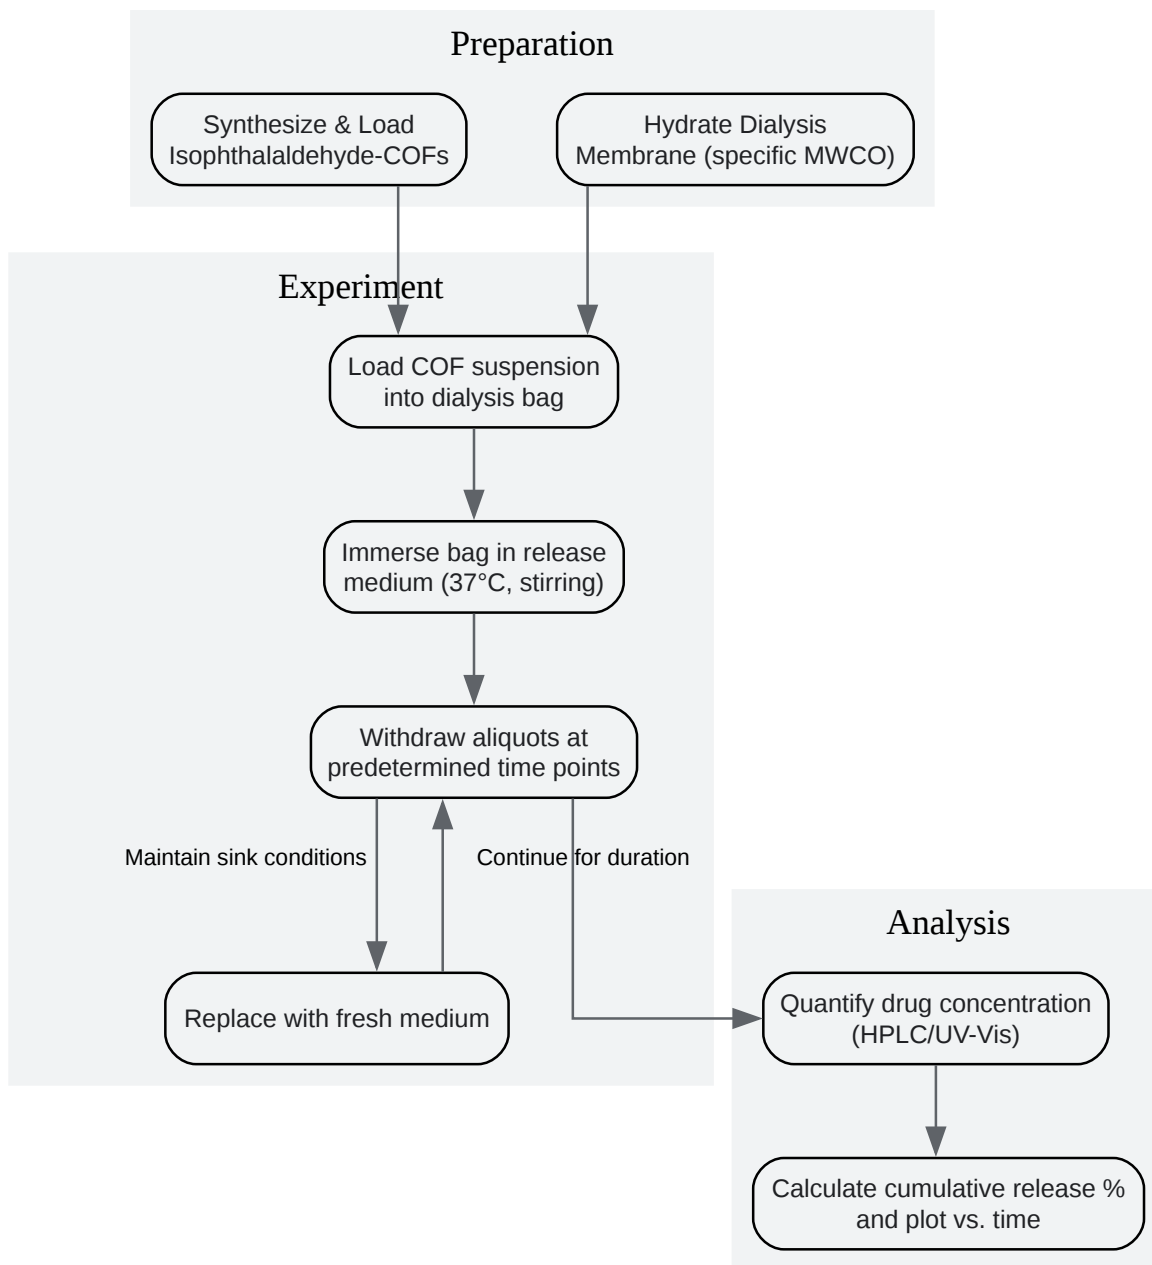 Preparation
Synthesize & Load
Isophthalaldehyde-COFs
Hydrate Dialysis
Membrane (specific MWCO)
Experiment
Load COF suspension
into dialysis bag
Immerse bag in release
medium (37°C, stirring)
Withdraw aliquots at
predetermined time points
Maintain sink conditions
Continue for duration
Replace with fresh medium
Analysis
Quantify drug concentration
(HPLC/UV-Vis)
Calculate cumulative release %
and plot vs. time